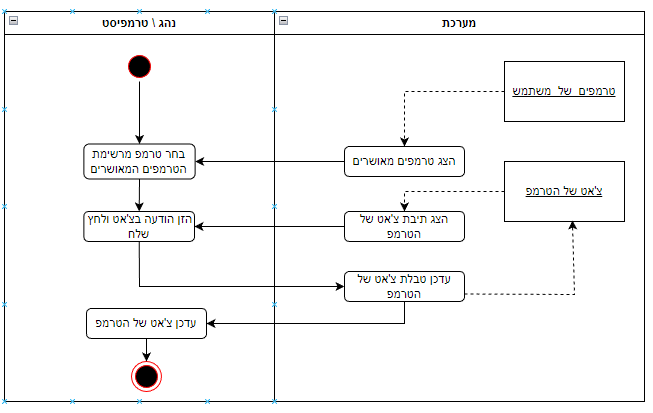 נהג \ טרמפיסט
מערכת
טרמפים של משתמש
בחר טרמפ מרשימת
הטרמפים המאושרים
הצג טרמפים מאושרים
צ'אט של הטרמפ
הזן הודעה בצ'אט ולחץ
שלח
הצג תיבת צ'אט של
הטרמפ
עדכן טבלת צ'אט של
הטרמפ
עדכן צ'אט של הטרמפ